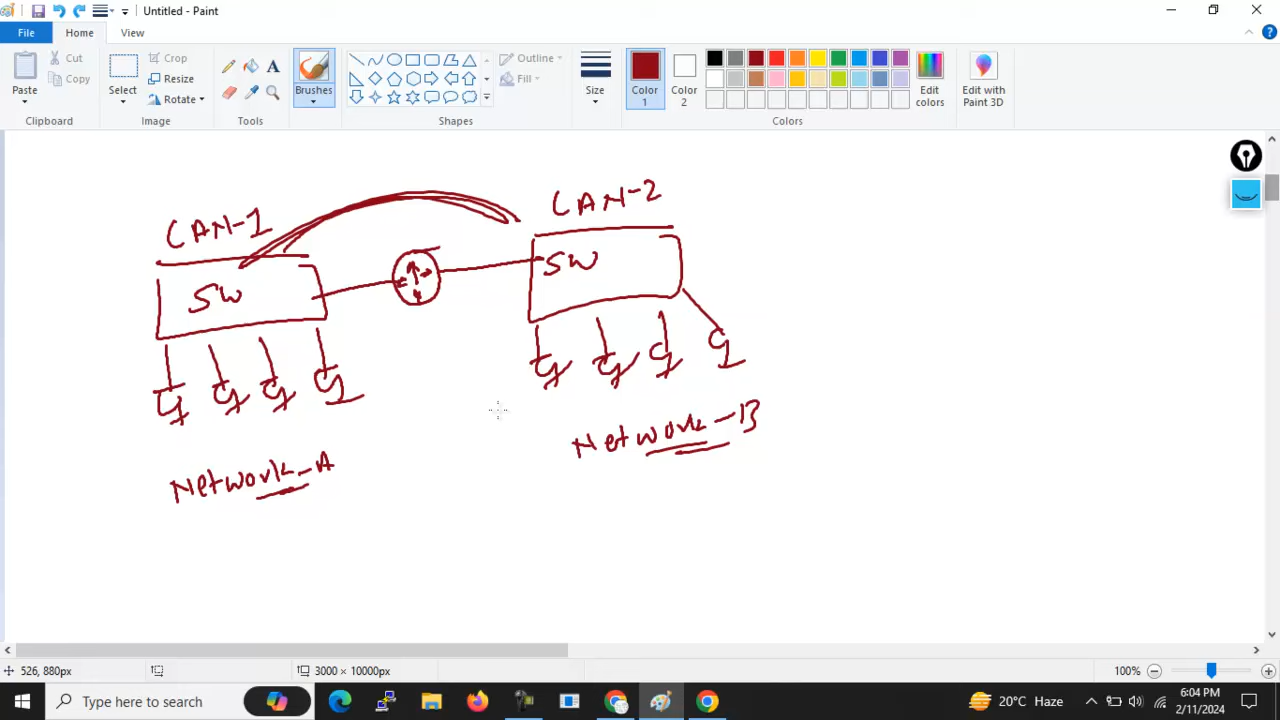 Untitled - Paint
File Home View
Paste
Cut
Copy
Clipboard
Select
Crop
Resize
Rotate
Image
A
Tools
Brushes
Outline
Fill
Shapes
Size
Color 1
Color 2
Edit colors
Colors
Edit with Paint 3D
CAN-1
CAN-2
SW
SW
Network-A
Network-B
526, 880px
3000 × 10000px
100%
Type here to search
20°C Haze
6:04 PM
2/11/2024